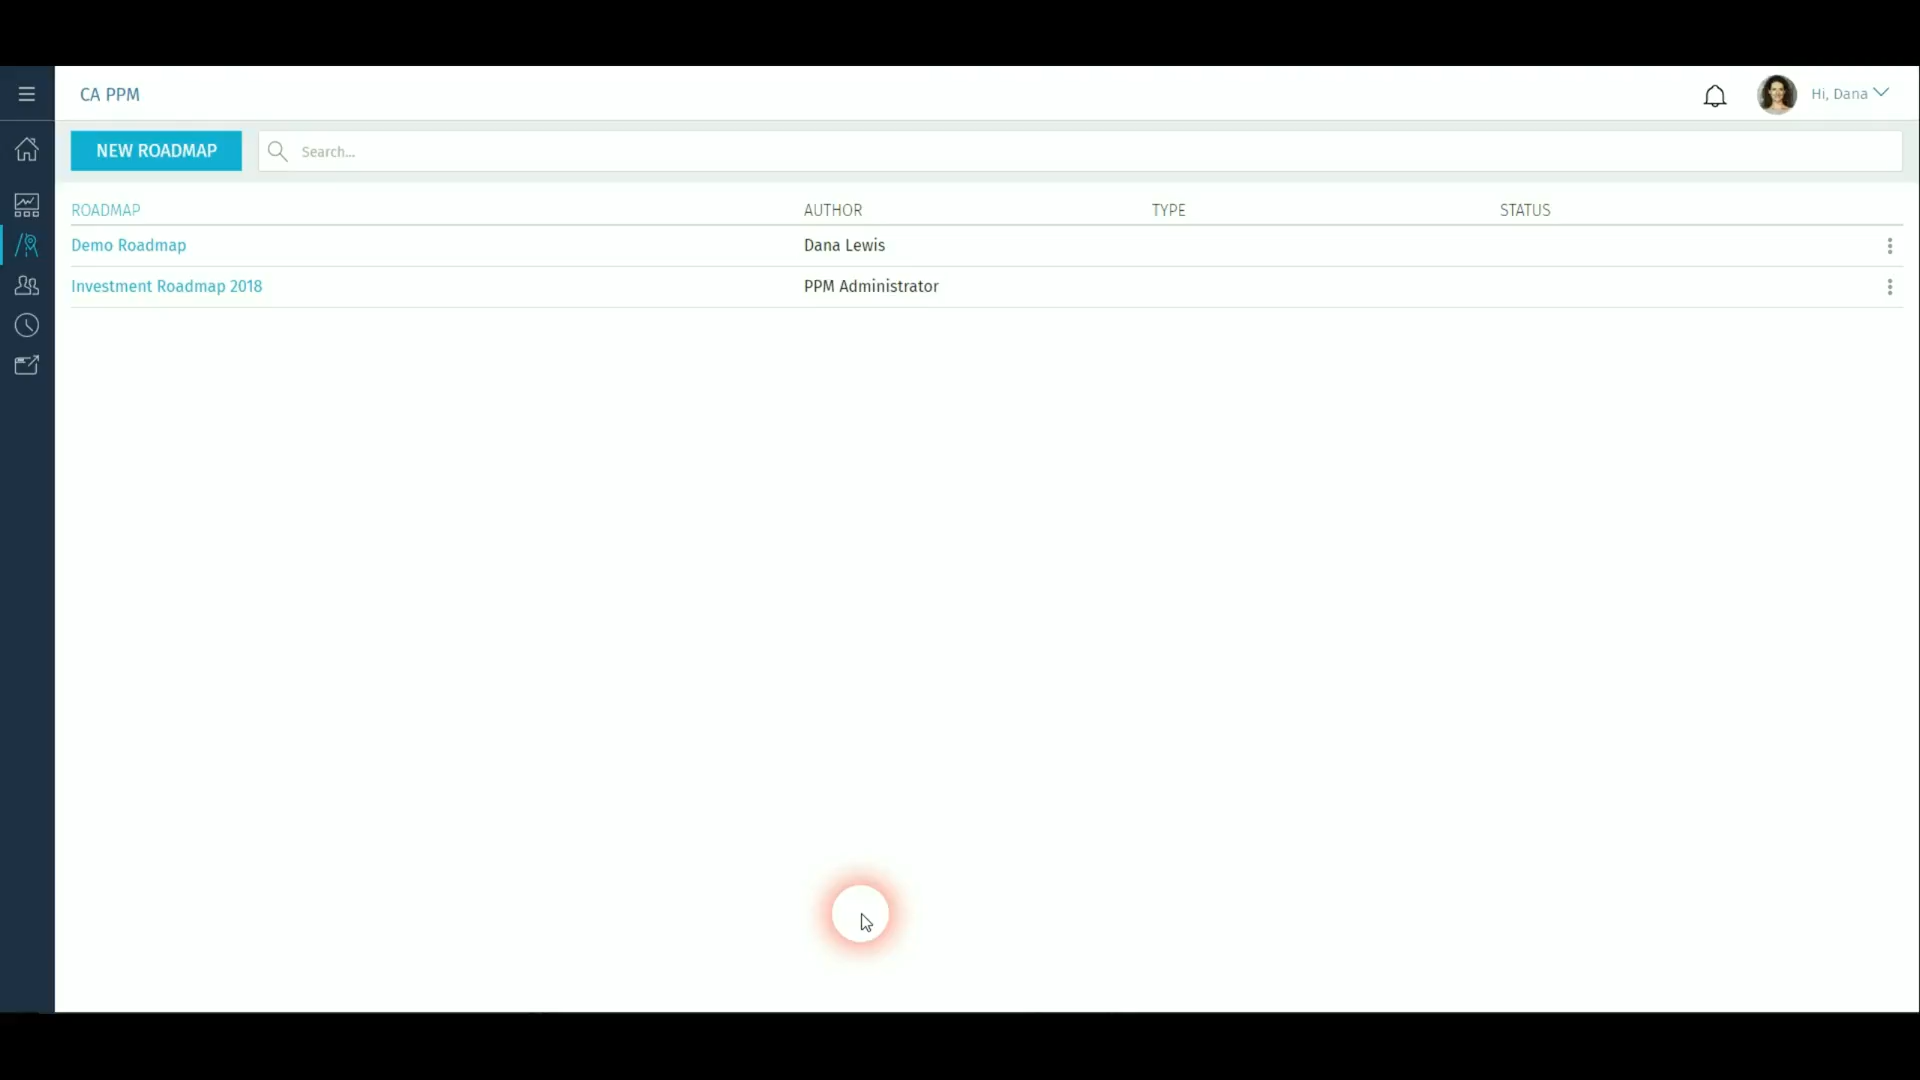 CA PPM
Hi, Dana
NEW ROADMAP
Search...
ROADMAP AUTHOR TYPE STATUS
Demo Roadmap Dana Lewis
Investment Roadmap 2018 PPM Administrator